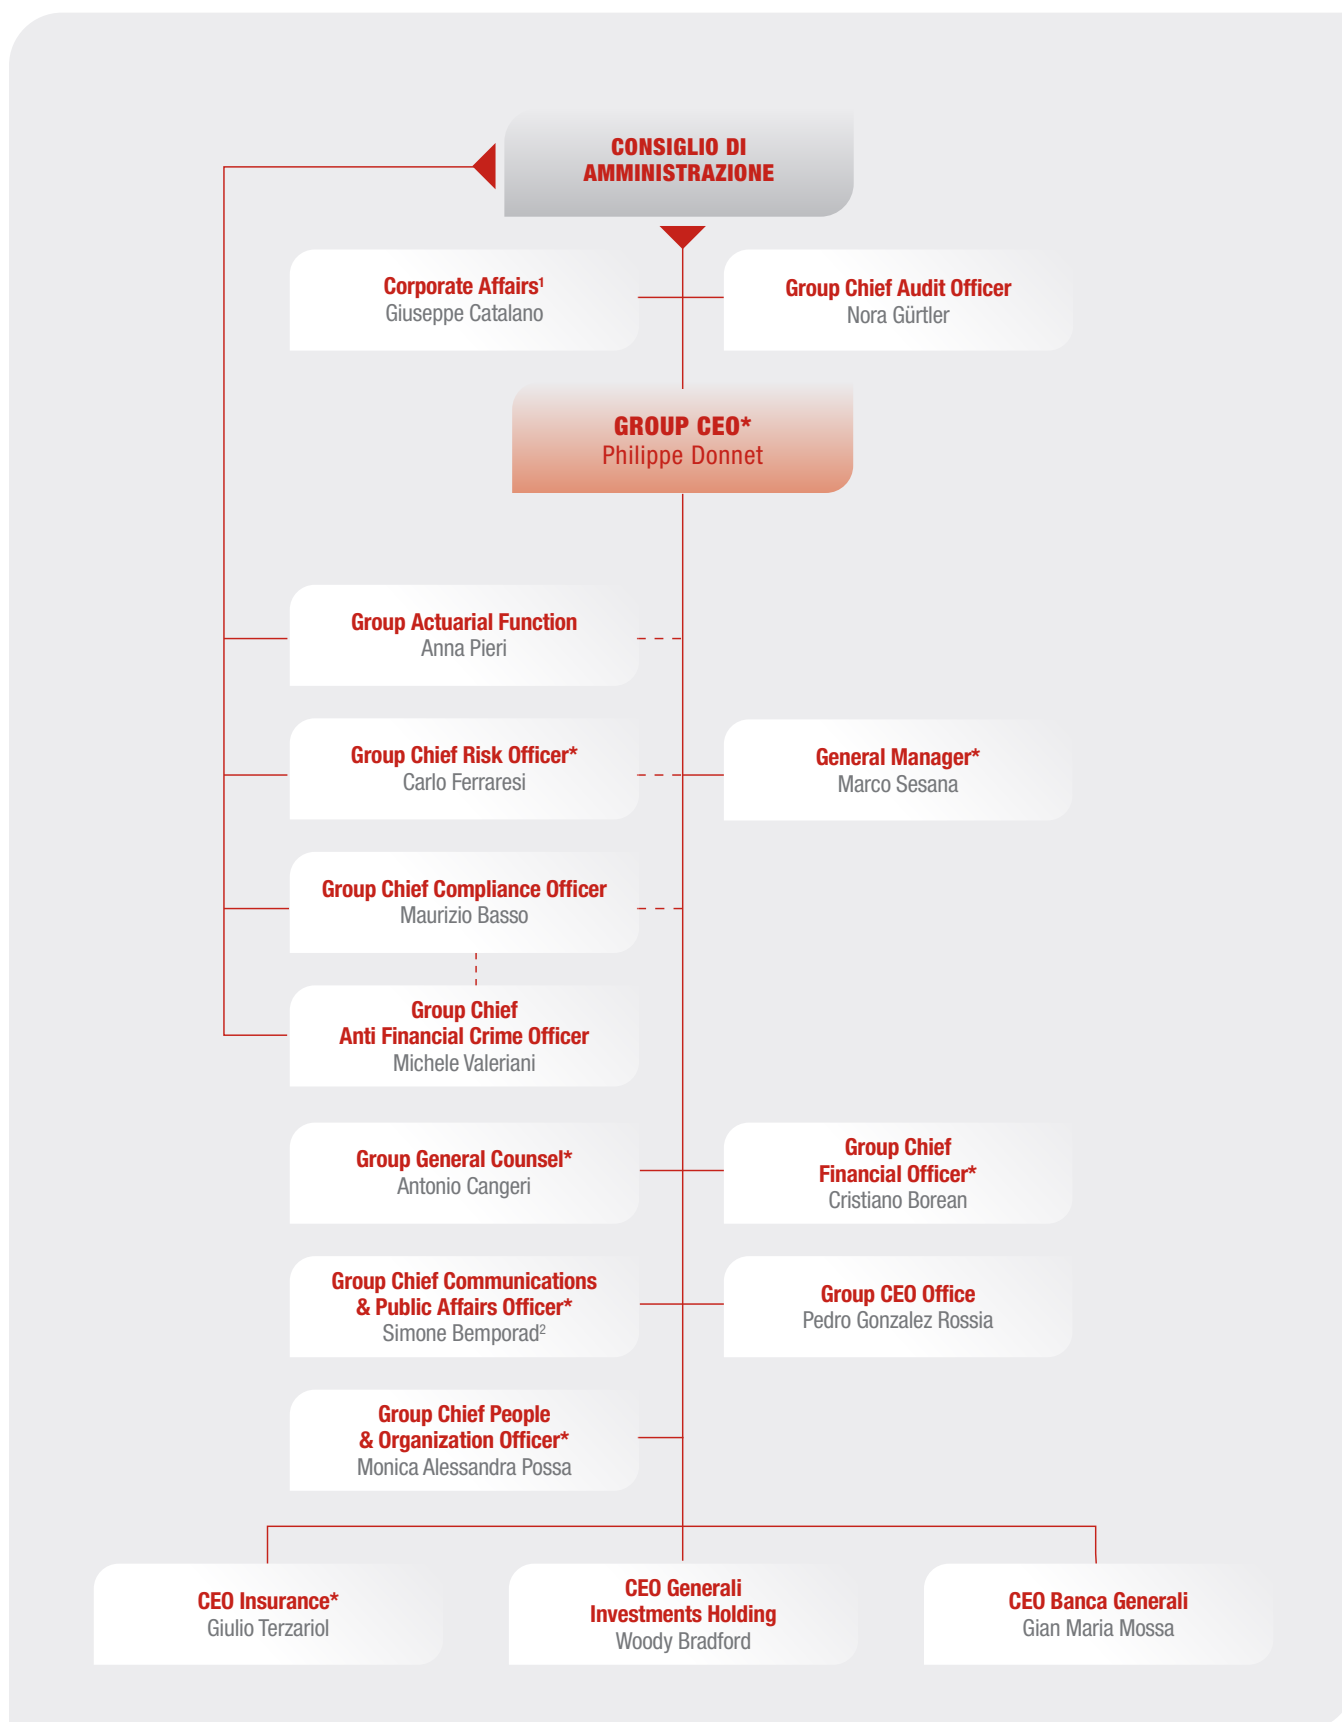 CONSIGLIO DI
AMMINISTRAZIONE
Corporate Affairs¹
Giuseppe Catalano
Group Chief Audit Officer
Nora Gürtler
GROUP CEO*
Philippe Donnet
Group Actuarial Function
Anna Pieri
Group Chief Risk Officer*
Carlo Ferraresi
General Manager*
Marco Sesana
Group Chief Compliance Officer
Maurizio Basso
Group Chief
Anti Financial Crime Officer
Michele Valeriani
Group General Counsel*
Antonio Cangeri
Group Chief
Financial Officer*
Cristiano Borean
Group Chief Communications
& Public Affairs Officer*
Simone Bemporad²
Group CEO Office
Pedro Gonzalez Rossia
Group Chief People
& Organization Officer*
Monica Alessandra Possa
CEO Insurance*
Giulio Terzariol
CEO Generali
Investments Holding
Woody Bradford
CEO Banca Generali
Gian Maria Mossa